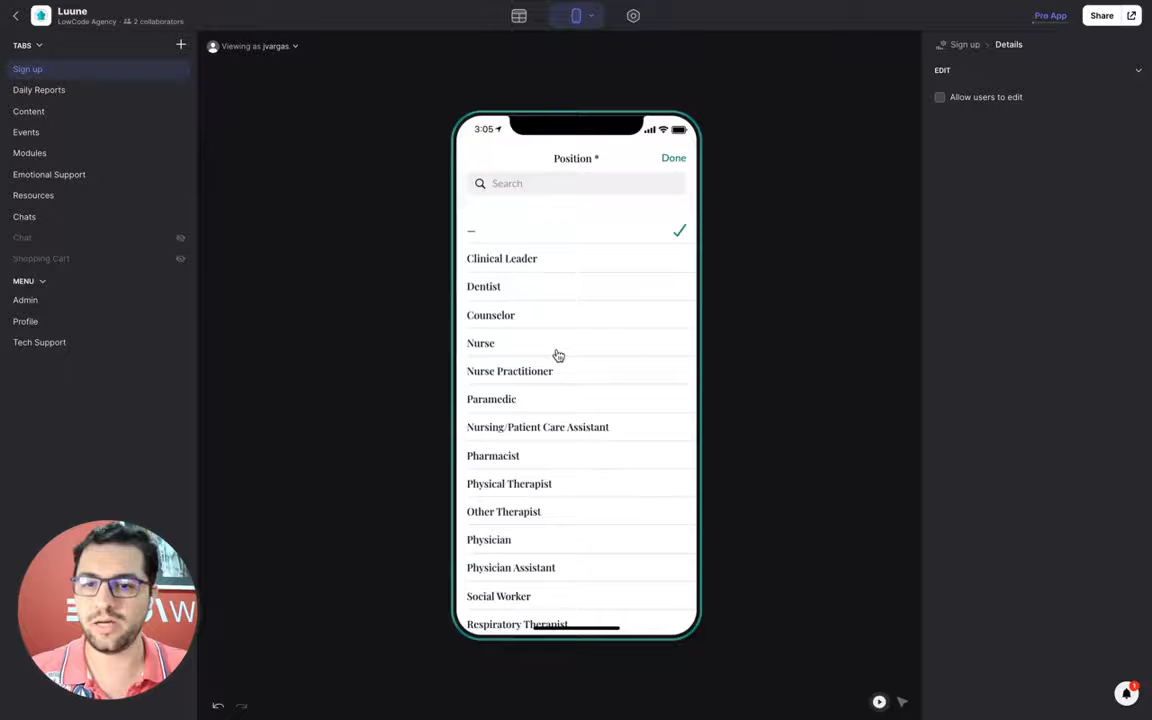 Luune
LowCode Agency · 2 collaborators
Pro App
Share
TABS
Sign up
Daily Reports
Content
Events
Modules
Emotional Support
Resources
Chats
Chat
Shopping Cart
MENU
Admin
Profile
Tech Support
Viewing as jvargas
3:05
Position *
Done
Search
–
Clinical Leader
Dentist
Counselor
Nurse
Nurse Practitioner
Paramedic
Nursing/Patient Care Assistant
Pharmacist
Physical Therapist
Other Therapist
Physician
Physician Assistant
Social Worker
Respiratory Therapist
Sign up > Details
EDIT
Allow users to edit
1